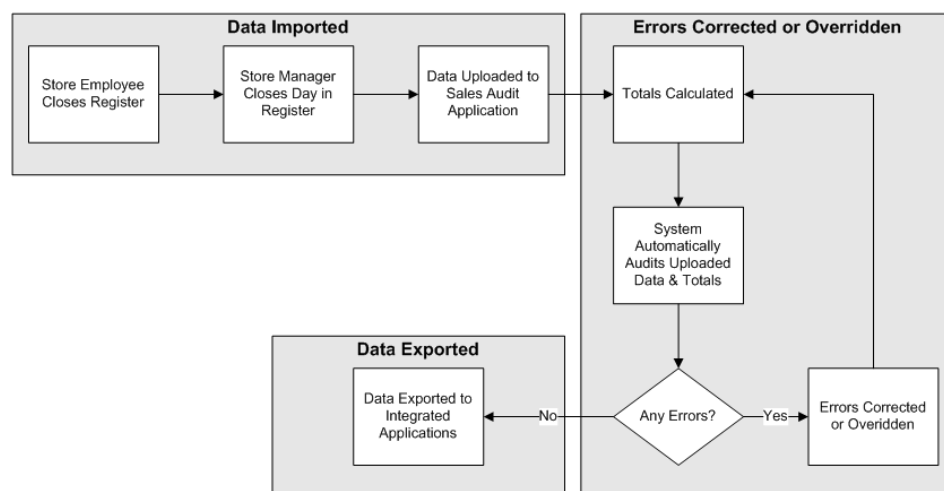 Data Imported
Store Employee
Closes Register
Store Manager
Closes Day in
Register
Data Uploaded to
Sales Audit
Application
Errors Corrected or Overridden
Totals Calculated
System
Automatically
Audits Uploaded
Data & Totals
Any Errors?
Yes
Errors Corrected
or Overidden
No
Data Exported
Data Exported to
Integrated
Applications